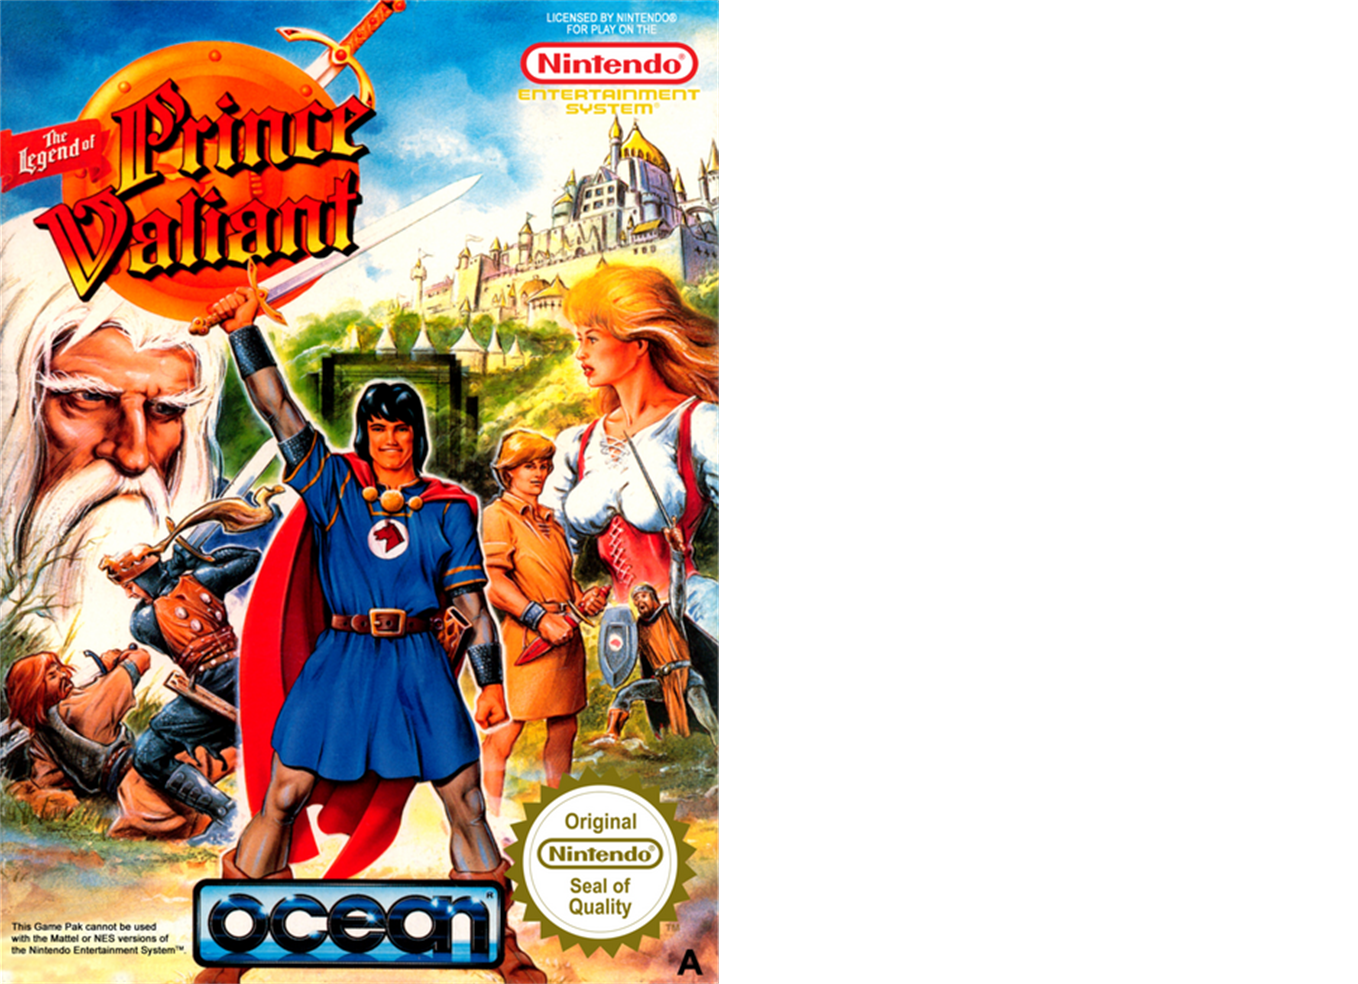 LICENSED BY NINTENDO®
FOR PLAY ON THE
Nintendo®
ENTERTAINMENT
SYSTEM®
The
Legend of
Prince
Valiant
Original
Nintendo®
Seal of
Quality
TM
ocean®
This Game Pak cannot be used
with the Mattel or NES versions of
the Nintendo Entertainment System™.
A